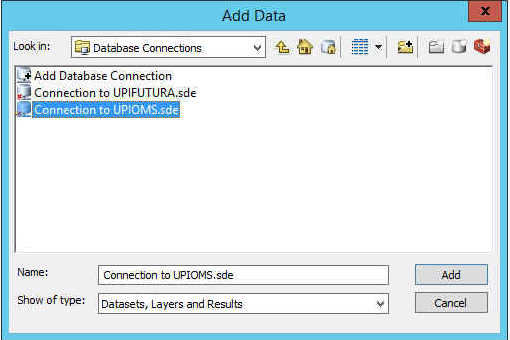 Add Data
x
Look in: Database Connections
Add Database Connection
Connection to UPIFUTURA.sde
Connection to UPIOMS.sde
Name: Connection to UPIOMS.sde Add
Show of type: Datasets, Layers and Results Cancel